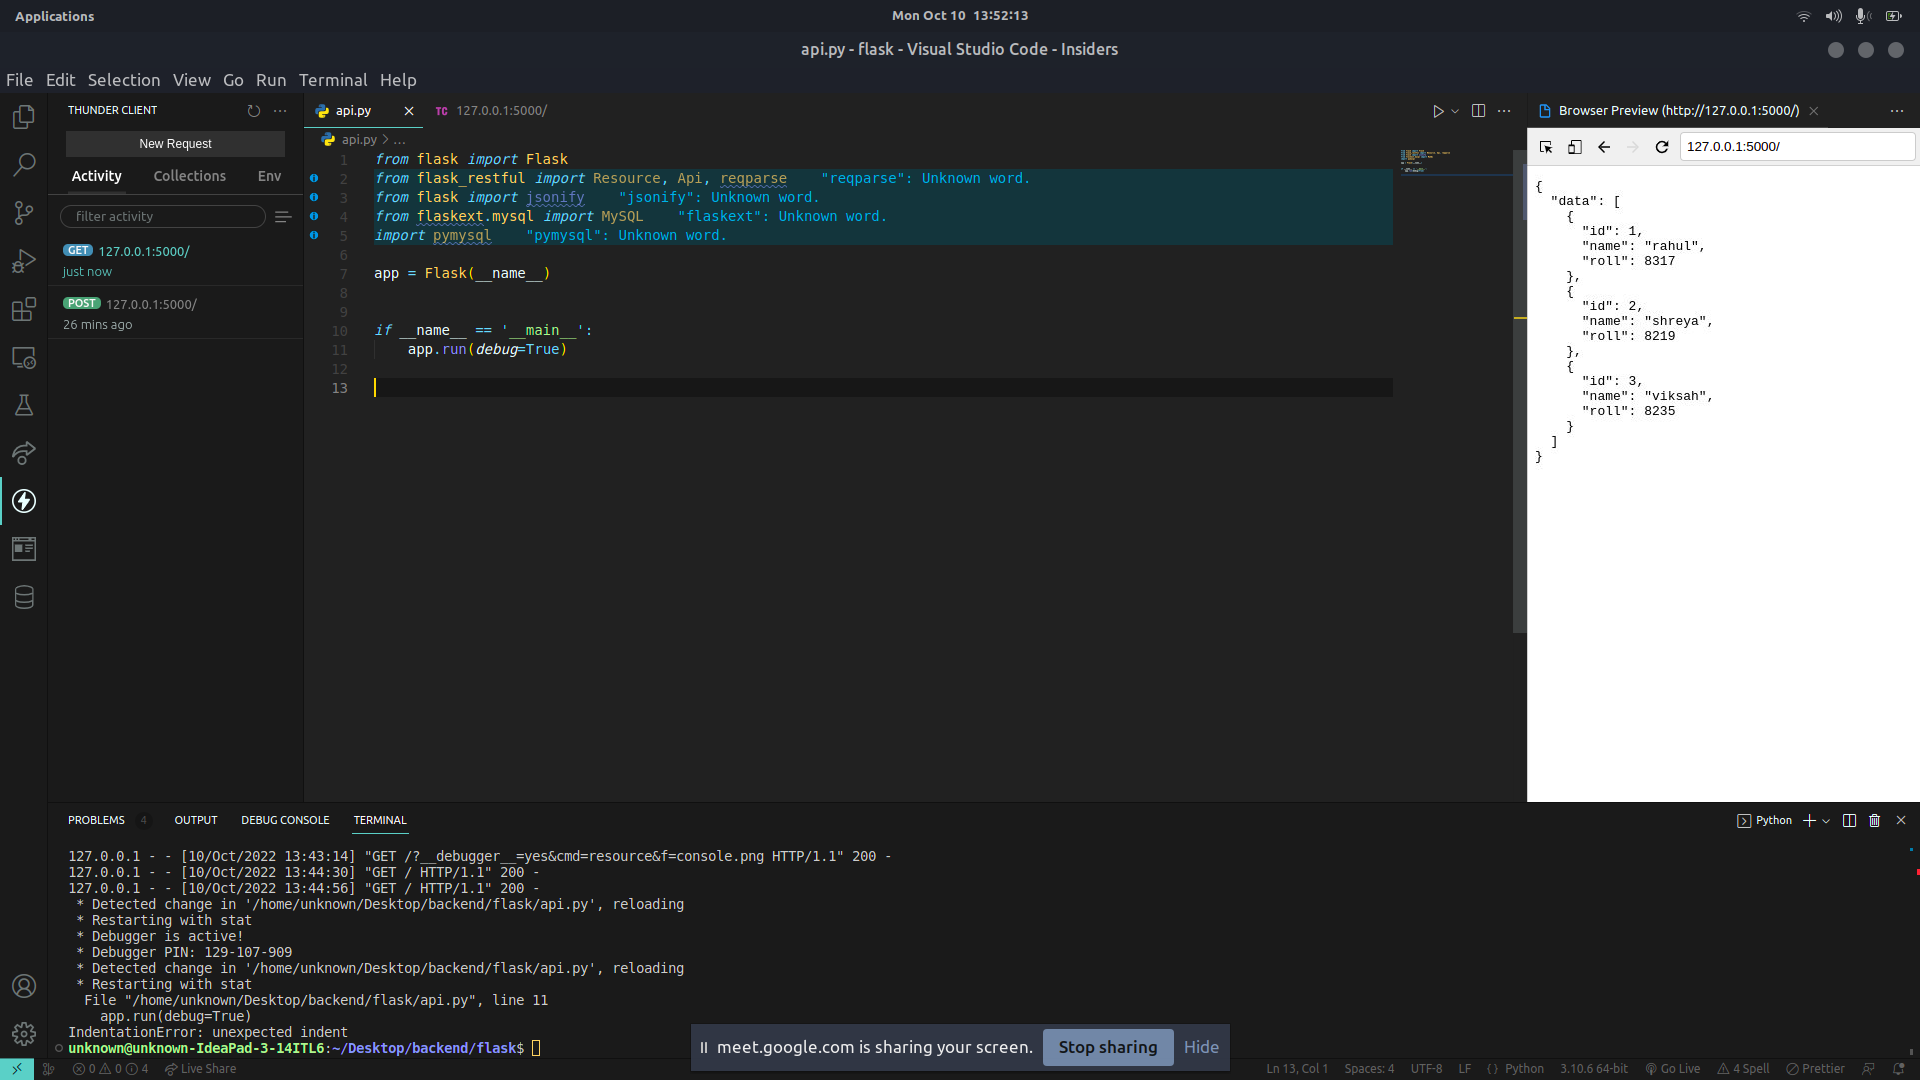 Applications
Mon Oct 10 13:52:13
api.py - flask - Visual Studio Code - Insiders
File Edit Selection View Go Run Terminal Help
THUNDER CLIENT
New Request
Activity Collections Env
filter activity
GET 127.0.0.1:5000/
just now
POST 127.0.0.1:5000/
26 mins ago
api.py
TC 127.0.0.1:5000/
api.py > ...
1 from flask import Flask
2 from flask_restful import Resource, Api, reqparse "reqparse": Unknown word.
3 from flask import jsonify "jsonify": Unknown word.
4 from flaskext.mysql import MySQL "flaskext": Unknown word.
5 import pymysql "pymysql": Unknown word.
6
7 app = Flask(__name__)
8
9
10 if __name__ == '__main__':
11 app.run(debug=True)
12
13
Browser Preview (http://127.0.0.1:5000/)
127.0.0.1:5000/
{
"data": [
{
"id": 1,
"name": "rahul",
"roll": 8317
},
{
"id": 2,
"name": "shreya",
"roll": 8219
},
{
"id": 3,
"name": "viksah",
"roll": 8235
}
]
}
PROBLEMS 4 OUTPUT DEBUG CONSOLE TERMINAL
Python
127.0.0.1 - - [10/Oct/2022 13:43:14] "GET /?__debugger__=yes&cmd=resource&f=console.png HTTP/1.1" 200 -
127.0.0.1 - - [10/Oct/2022 13:44:30] "GET / HTTP/1.1" 200 -
127.0.0.1 - - [10/Oct/2022 13:44:56] "GET / HTTP/1.1" 200 -
* Detected change in '/home/unknown/Desktop/backend/flask/api.py', reloading
* Restarting with stat
* Debugger is active!
* Debugger PIN: 129-107-909
* Detected change in '/home/unknown/Desktop/backend/flask/api.py', reloading
* Restarting with stat
File "/home/unknown/Desktop/backend/flask/api.py", line 11
app.run(debug=True)
IndentationError: unexpected indent
unknown@unknown-IdeaPad-3-14ITL6:~/Desktop/backend/flask$
meet.google.com is sharing your screen. Stop sharing Hide
0 0 4 Live Share
Ln 13, Col 1 Spaces: 4 UTF-8 LF { } Python 3.10.6 64-bit Go Live 4 Spell Prettier